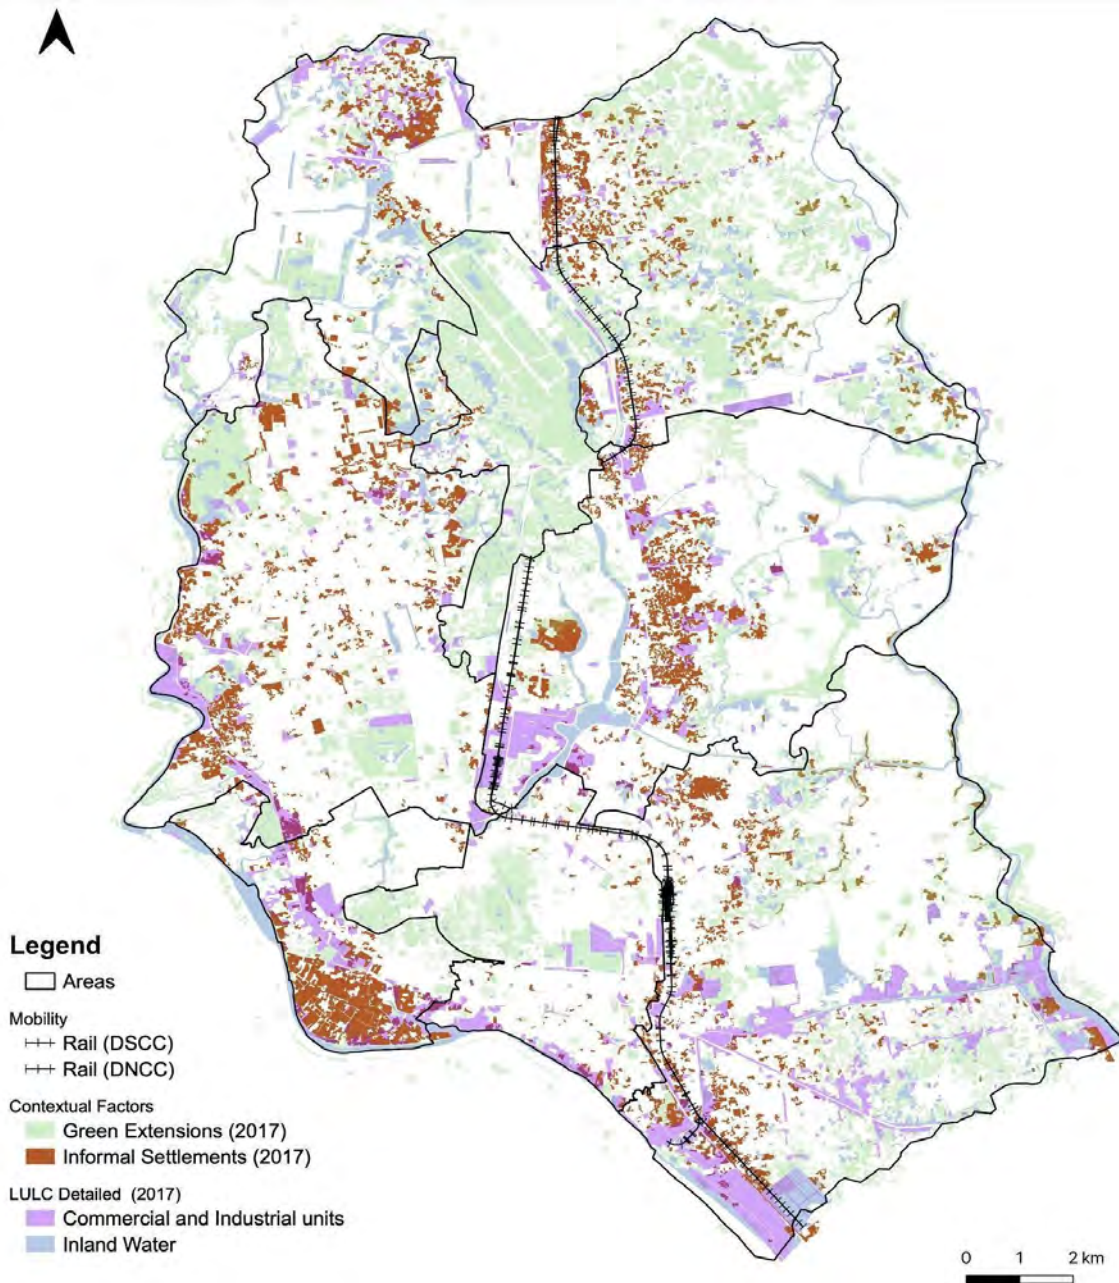 Legend
Areas
Mobility
Rail (DSCC)
Rail (DNCC)
Contextual Factors
Green Extensions (2017)
Informal Settlements (2017)
LULC Detailed (2017)
Commercial and Industrial units
Inland Water
0 1 2 km